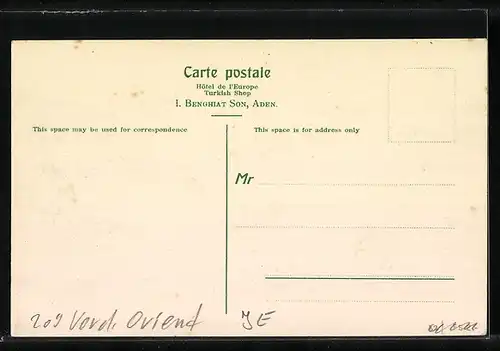 Carte postale
Hôtel de l'Europe
Turkish Shop
I. Benghiat Son, Aden.
This space may be used for correspondence
This space is for address only
Mr
209 Vord. Orient
JE